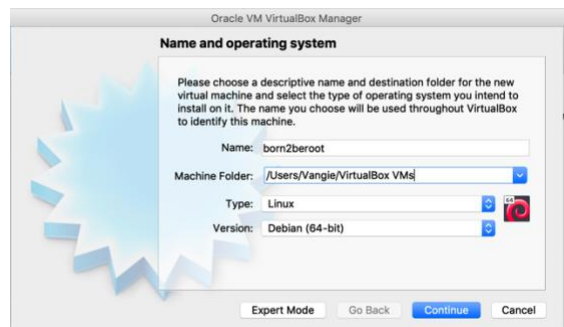 Oracle VM VirtualBox Manager
Name and operating system
Please choose a descriptive name and destination folder for the new
virtual machine and select the type of operating system you intend to
install on it. The name you choose will be used throughout VirtualBox
to identify this machine.
Name: born2beroot
Machine Folder: /Users/Vangie/VirtualBox VMs
Type: Linux
64
Version: Debian (64-bit)
Expert Mode Go Back Continue Cancel